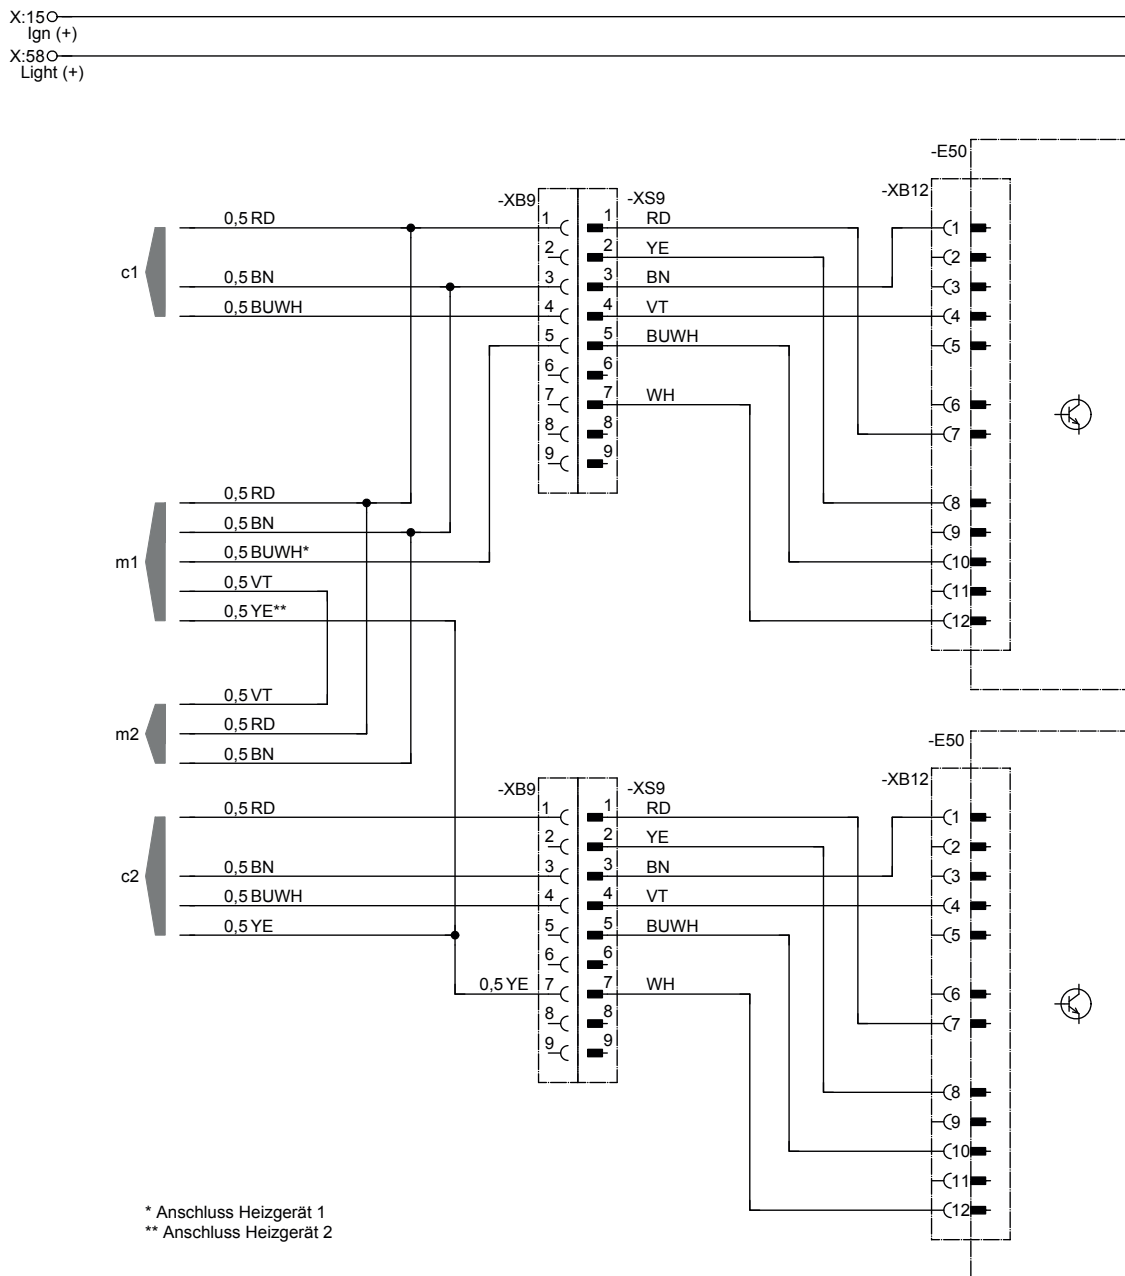 X:15
Ign (+)
X:58
Light (+)
-E50
-XB12
-XB9
-XS9
c1
0,5 RD
0,5 BN
0,5 BUWH
1
2
3
4
5
6
7
8
9
1
2
3
4
5
6
7
8
9
RD
YE
BN
VT
BUWH
WH
1
2
3
4
5
6
7
8
9
10
11
12
m1
0,5 RD
0,5 BN
0,5 BUWH*
0,5 VT
0,5 YE**
m2
0,5 VT
0,5 RD
0,5 BN
-E50
-XB12
-XB9
-XS9
c2
0,5 RD
0,5 BN
0,5 BUWH
0,5 YE
0,5 YE
1
2
3
4
5
6
7
8
9
1
2
3
4
5
6
7
8
9
RD
YE
BN
VT
BUWH
WH
1
2
3
4
5
6
7
8
9
10
11
12
* Anschluss Heizgerät 1
** Anschluss Heizgerät 2